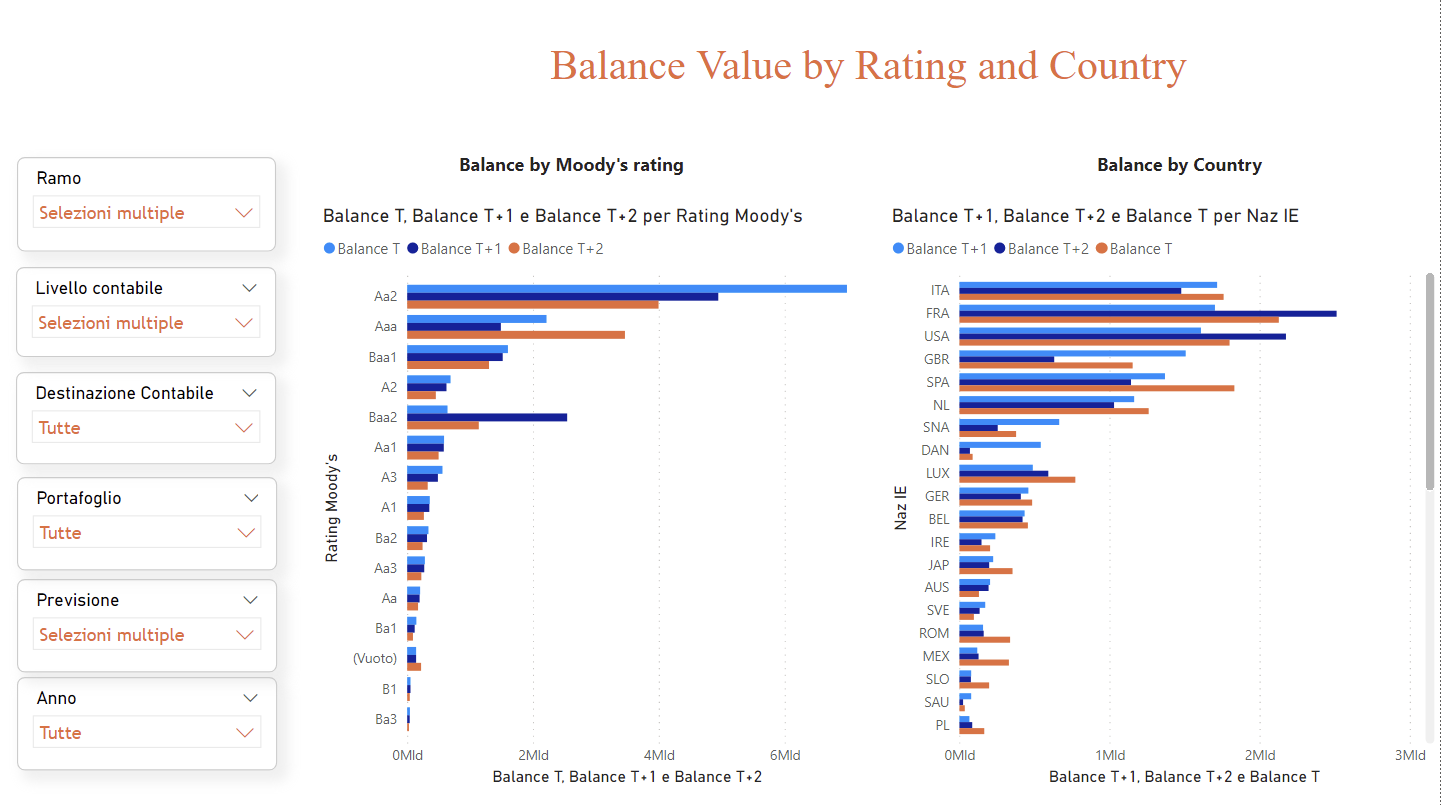 Balance Value by Rating and Country
Ramo
Selezioni multiple
Livello contabile
Selezioni multiple
Destinazione Contabile
Tutte
Portafoglio
Tutte
Previsione
Selezioni multiple
Anno
Tutte
Balance by Moody's rating
Balance T, Balance T+1 e Balance T+2 per Rating Moody's
Balance T Balance T+1 Balance T+2
Rating Moody's
Aa2
Aaa
Baa1
A2
Baa2
Aa1
A3
A1
Ba2
Aa3
Aa
Ba1
(Vuoto)
B1
Ba3
0Mld 2Mld 4Mld 6Mld
Balance T, Balance T+1 e Balance T+2
Balance by Country
Balance T+1, Balance T+2 e Balance T per Naz IE
Balance T+1 Balance T+2 Balance T
Naz IE
ITA
FRA
USA
GBR
SPA
NL
SNA
DAN
LUX
GER
BEL
IRE
JAP
AUS
SVE
ROM
MEX
SLO
SAU
PL
0Mld 1Mld 2Mld 3Mld
Balance T+1, Balance T+2 e Balance T